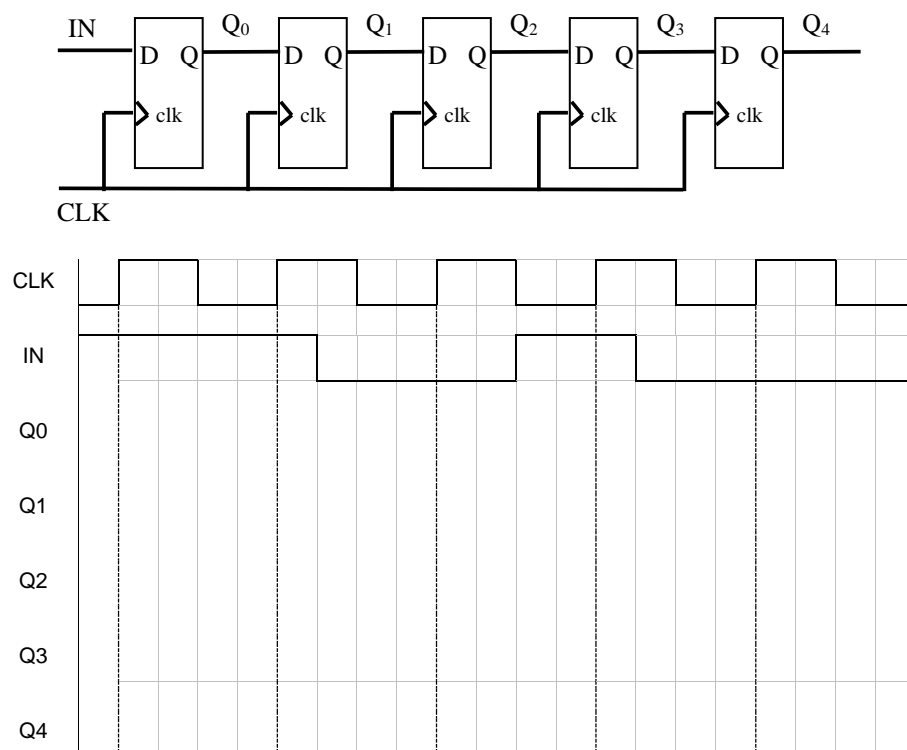 IN Q₀ Q₁ Q₂ Q₃ Q₄
D Q D Q D Q D Q D Q
clk clk clk clk clk
CLK
CLK
IN
Q0
Q1
Q2
Q3
Q4